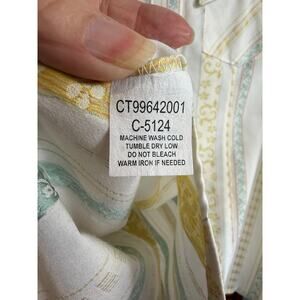 CT99642001
C-5124
MACHINE WASH COLD
TUMBLE DRY LOW
DO NOT BLEACH
WARM IRON IF NEEDED